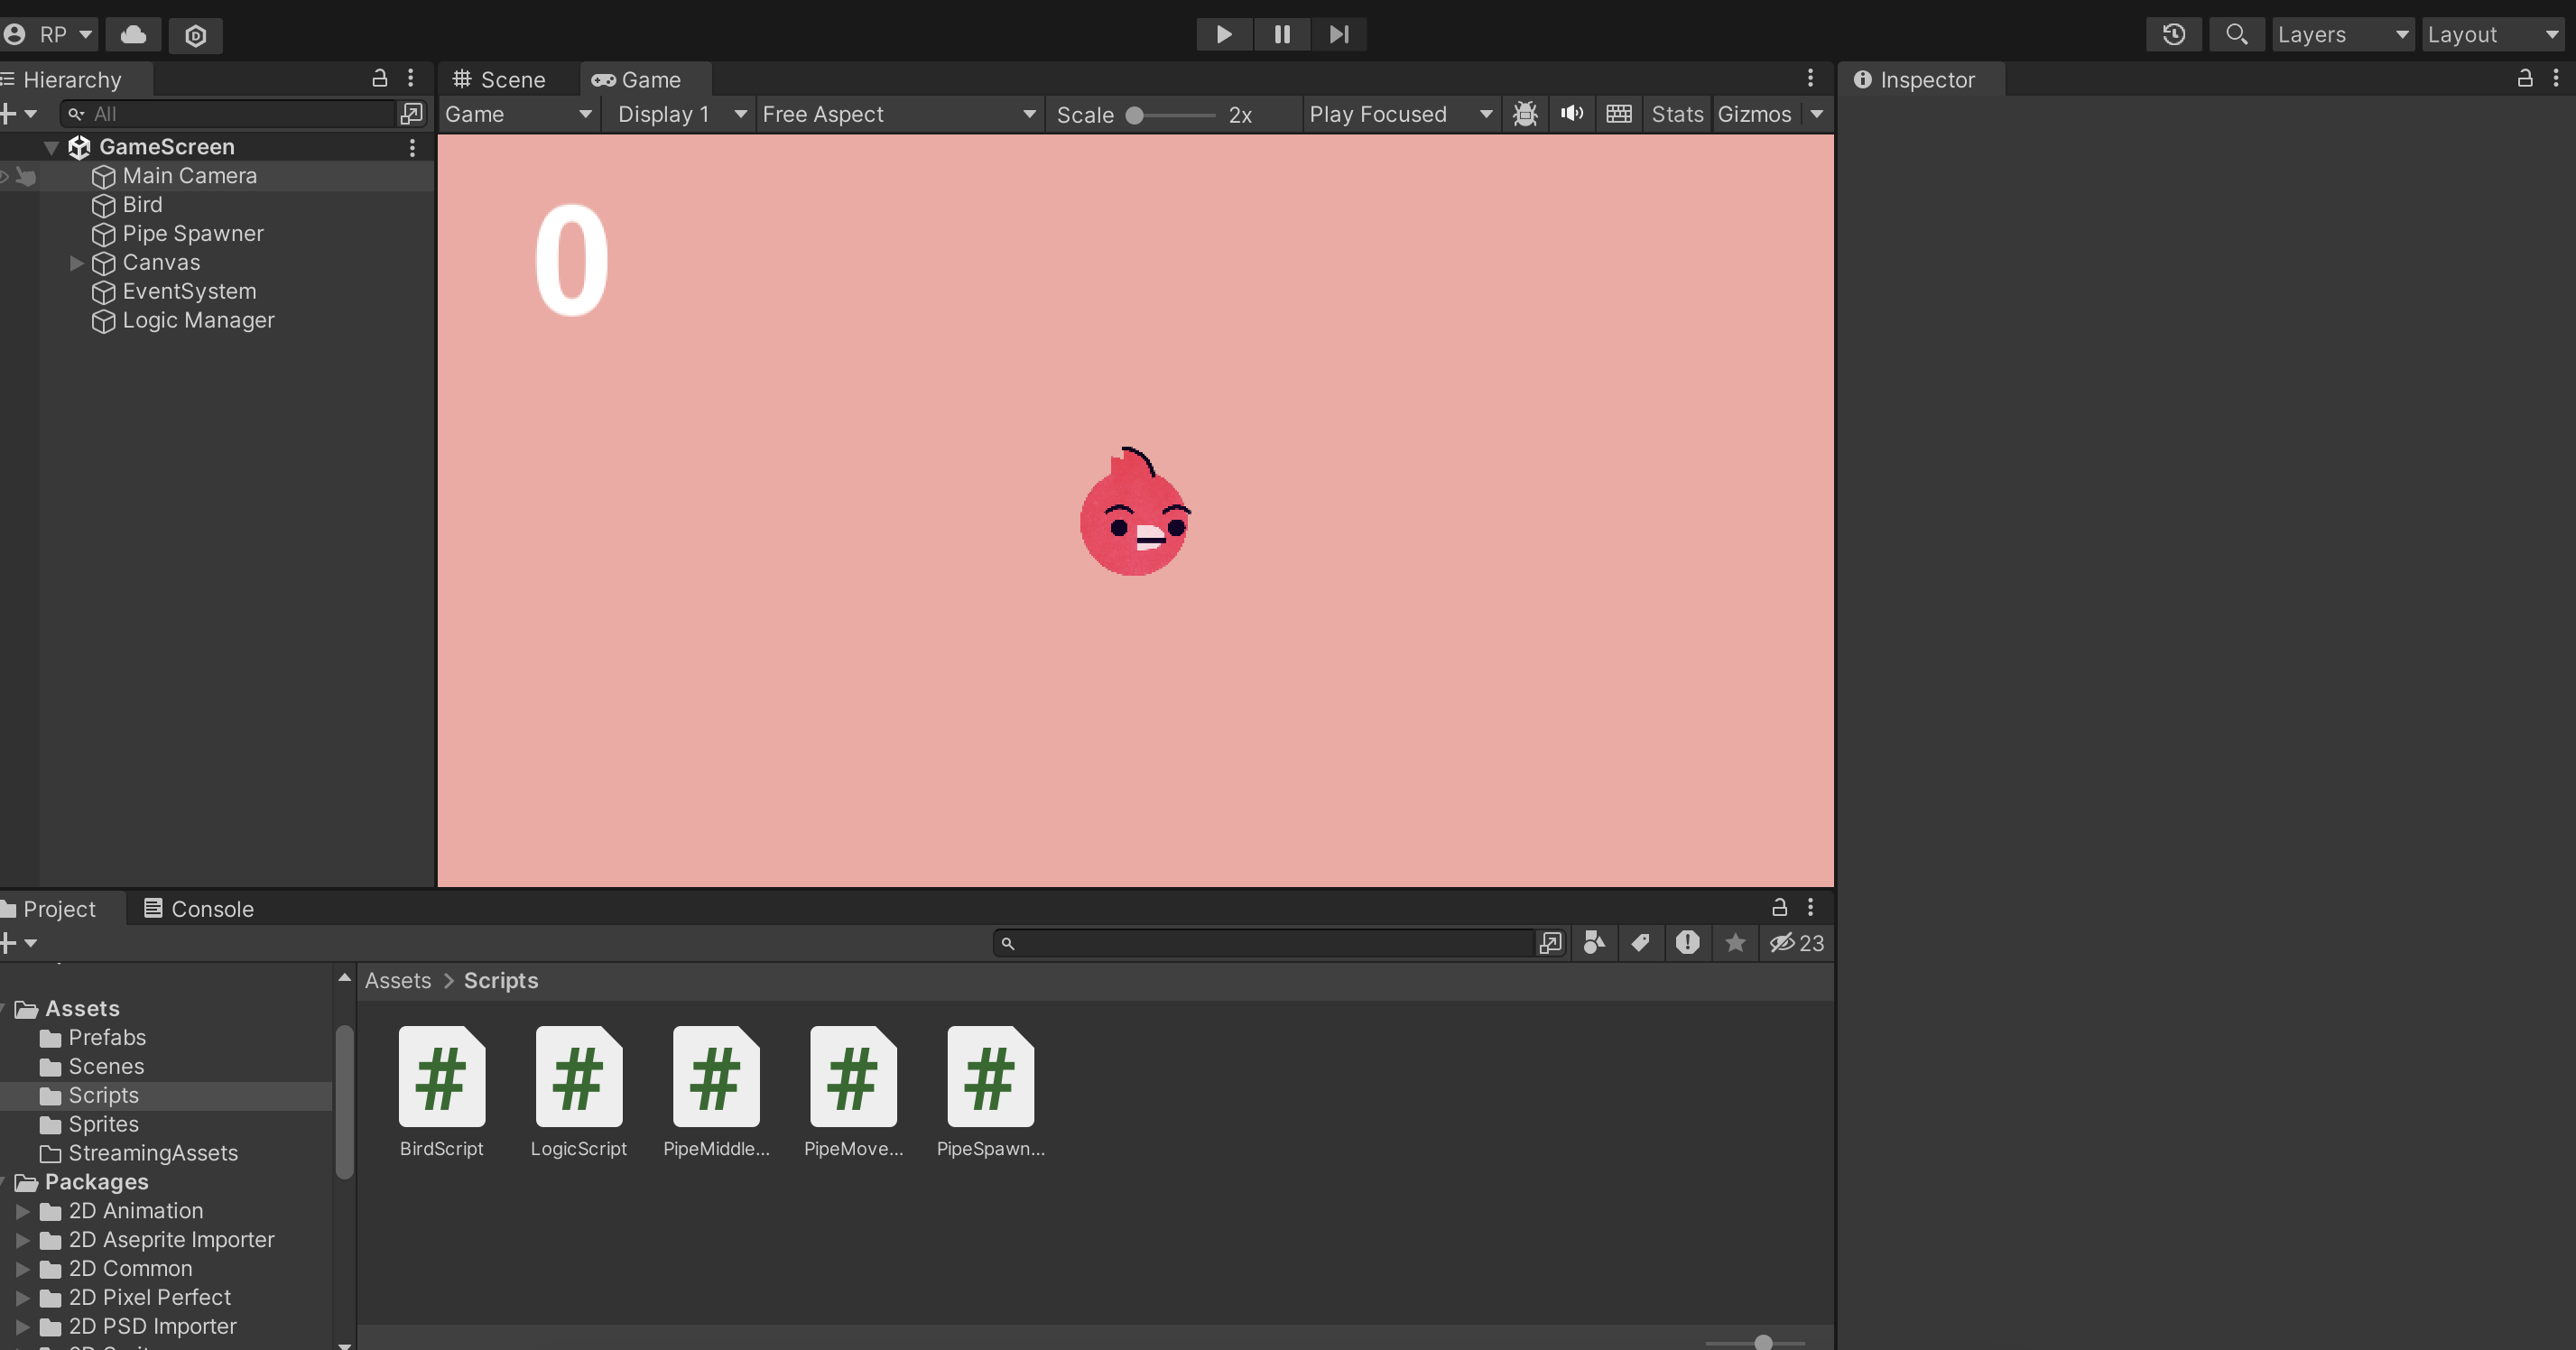 RP
Layers
Layout
Hierarchy
All
GameScreen
Main Camera
Bird
Pipe Spawner
Canvas
EventSystem
Logic Manager
Scene
Game
Game
Display 1
Free Aspect
Scale
2x
Play Focused
Stats
Gizmos
0
Inspector
Project
Console
23
Assets
Prefabs
Scenes
Scripts
Sprites
StreamingAssets
Packages
2D Animation
2D Aseprite Importer
2D Common
2D Pixel Perfect
2D PSD Importer
Assets > Scripts
BirdScript
LogicScript
PipeMiddle...
PipeMove...
PipeSpawn...